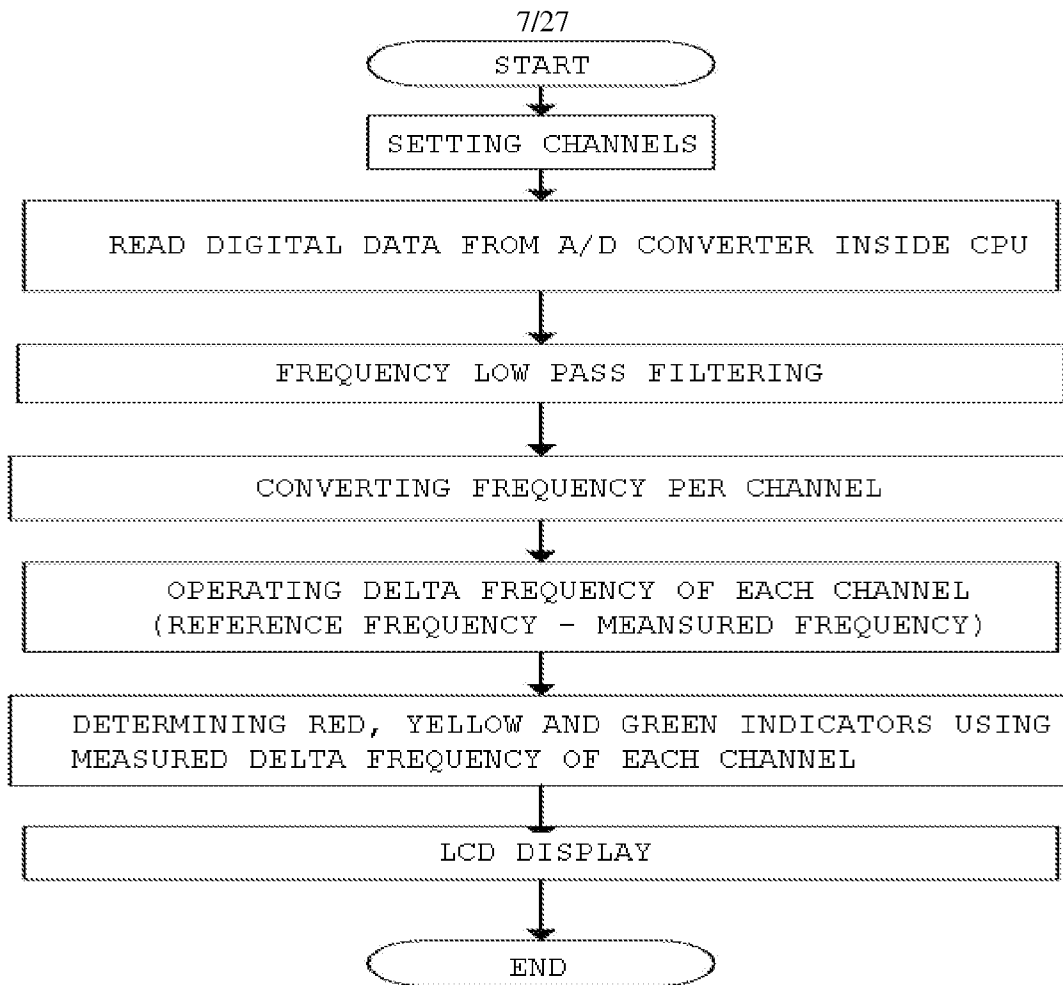 7/27
START
SETTING CHANNELS
READ DIGITAL DATA FROM A/D CONVERTER INSIDE CPU
FREQUENCY LOW PASS FILTERING
CONVERTING FREQUENCY PER CHANNEL
OPERATING DELTA FREQUENCY OF EACH CHANNEL
(REFERENCE FREQUENCY – MEANSURED FREQUENCY)
DETERMINING RED, YELLOW AND GREEN INDICATORS USING
MEASURED DELTA FREQUENCY OF EACH CHANNEL
LCD DISPLAY
END